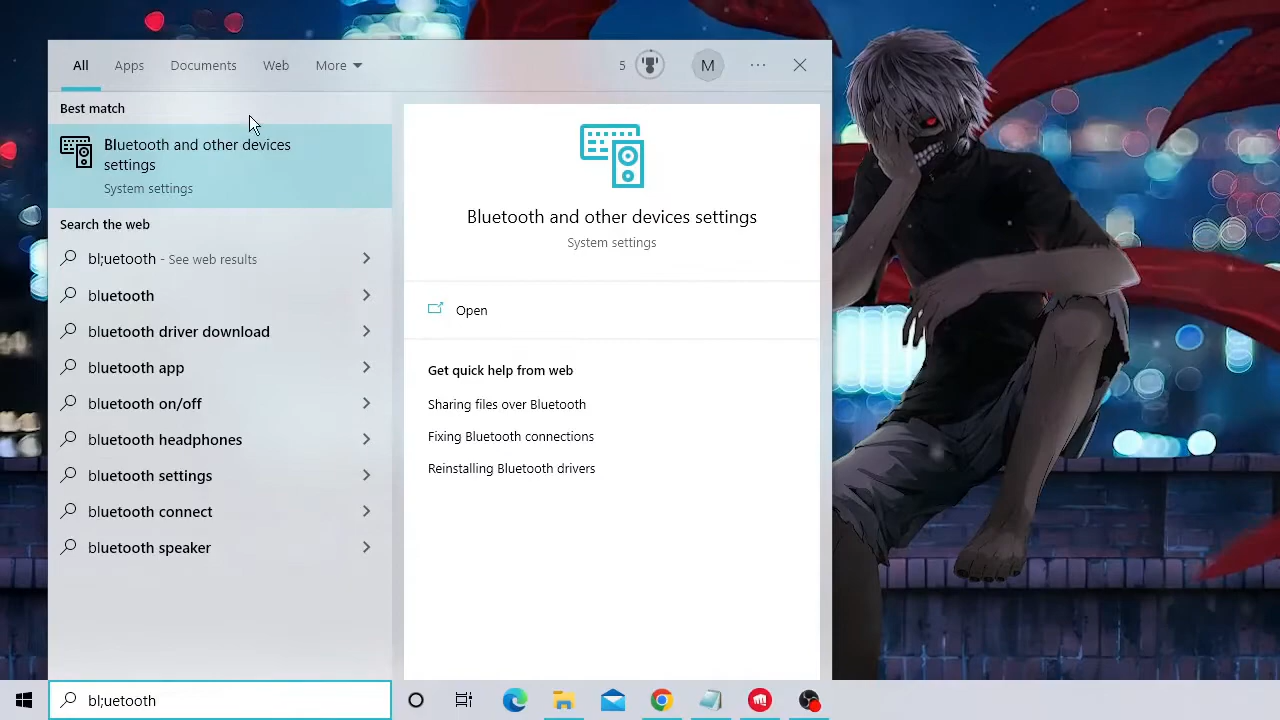 All Apps Documents Web More 5 M
Best match
Bluetooth and other devices
settings
System settings
Search the web
bl;uetooth - See web results
bluetooth
bluetooth driver download
bluetooth app
bluetooth on/off
bluetooth headphones
bluetooth settings
bluetooth connect
bluetooth speaker
Bluetooth and other devices settings
System settings
Open
Get quick help from web
Sharing files over Bluetooth
Fixing Bluetooth connections
Reinstalling Bluetooth drivers
bl;uetooth